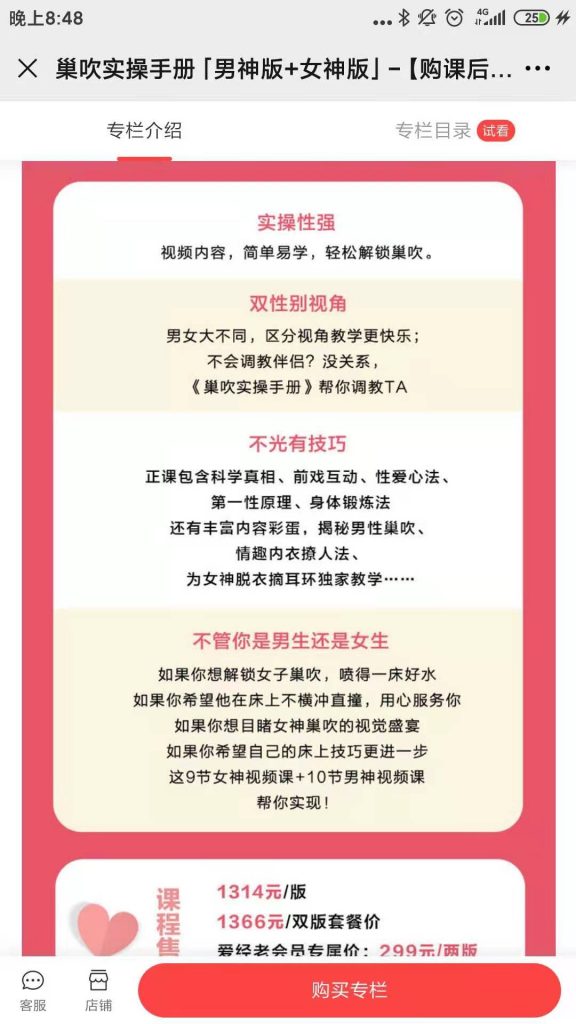 晚上8:48
4G
25
巢吹实操手册「男神版+女神版」-【购课后...
专栏介绍
专栏目录 试看
实操性强
视频内容，简单易学，轻松解锁巢吹。
双性别视角
男女大不同，区分视角教学更快乐；
不会调教伴侣？没关系，
《巢吹实操手册》帮你调教TA
不光有技巧
正课包含科学真相、前戏互动、性爱心法、
第一性原理、身体锻炼法
还有丰富内容彩蛋，揭秘男性巢吹、
情趣内衣撩人法、
为女神脱衣摘耳环独家教学……
不管你是男生还是女生
如果你想解锁女子巢吹，喷得一床好水
如果你希望他在床上不横冲直撞，用心服务你
如果你想目睹女神巢吹的视觉盛宴
如果你希望自己的床上技巧更进一步
这9节女神视频课+10节男神视频课
帮你实现！
课程售
1314元/版
1366元/双版套餐价
爱经老会员专属价：299元/两版
客服
店铺
购买专栏